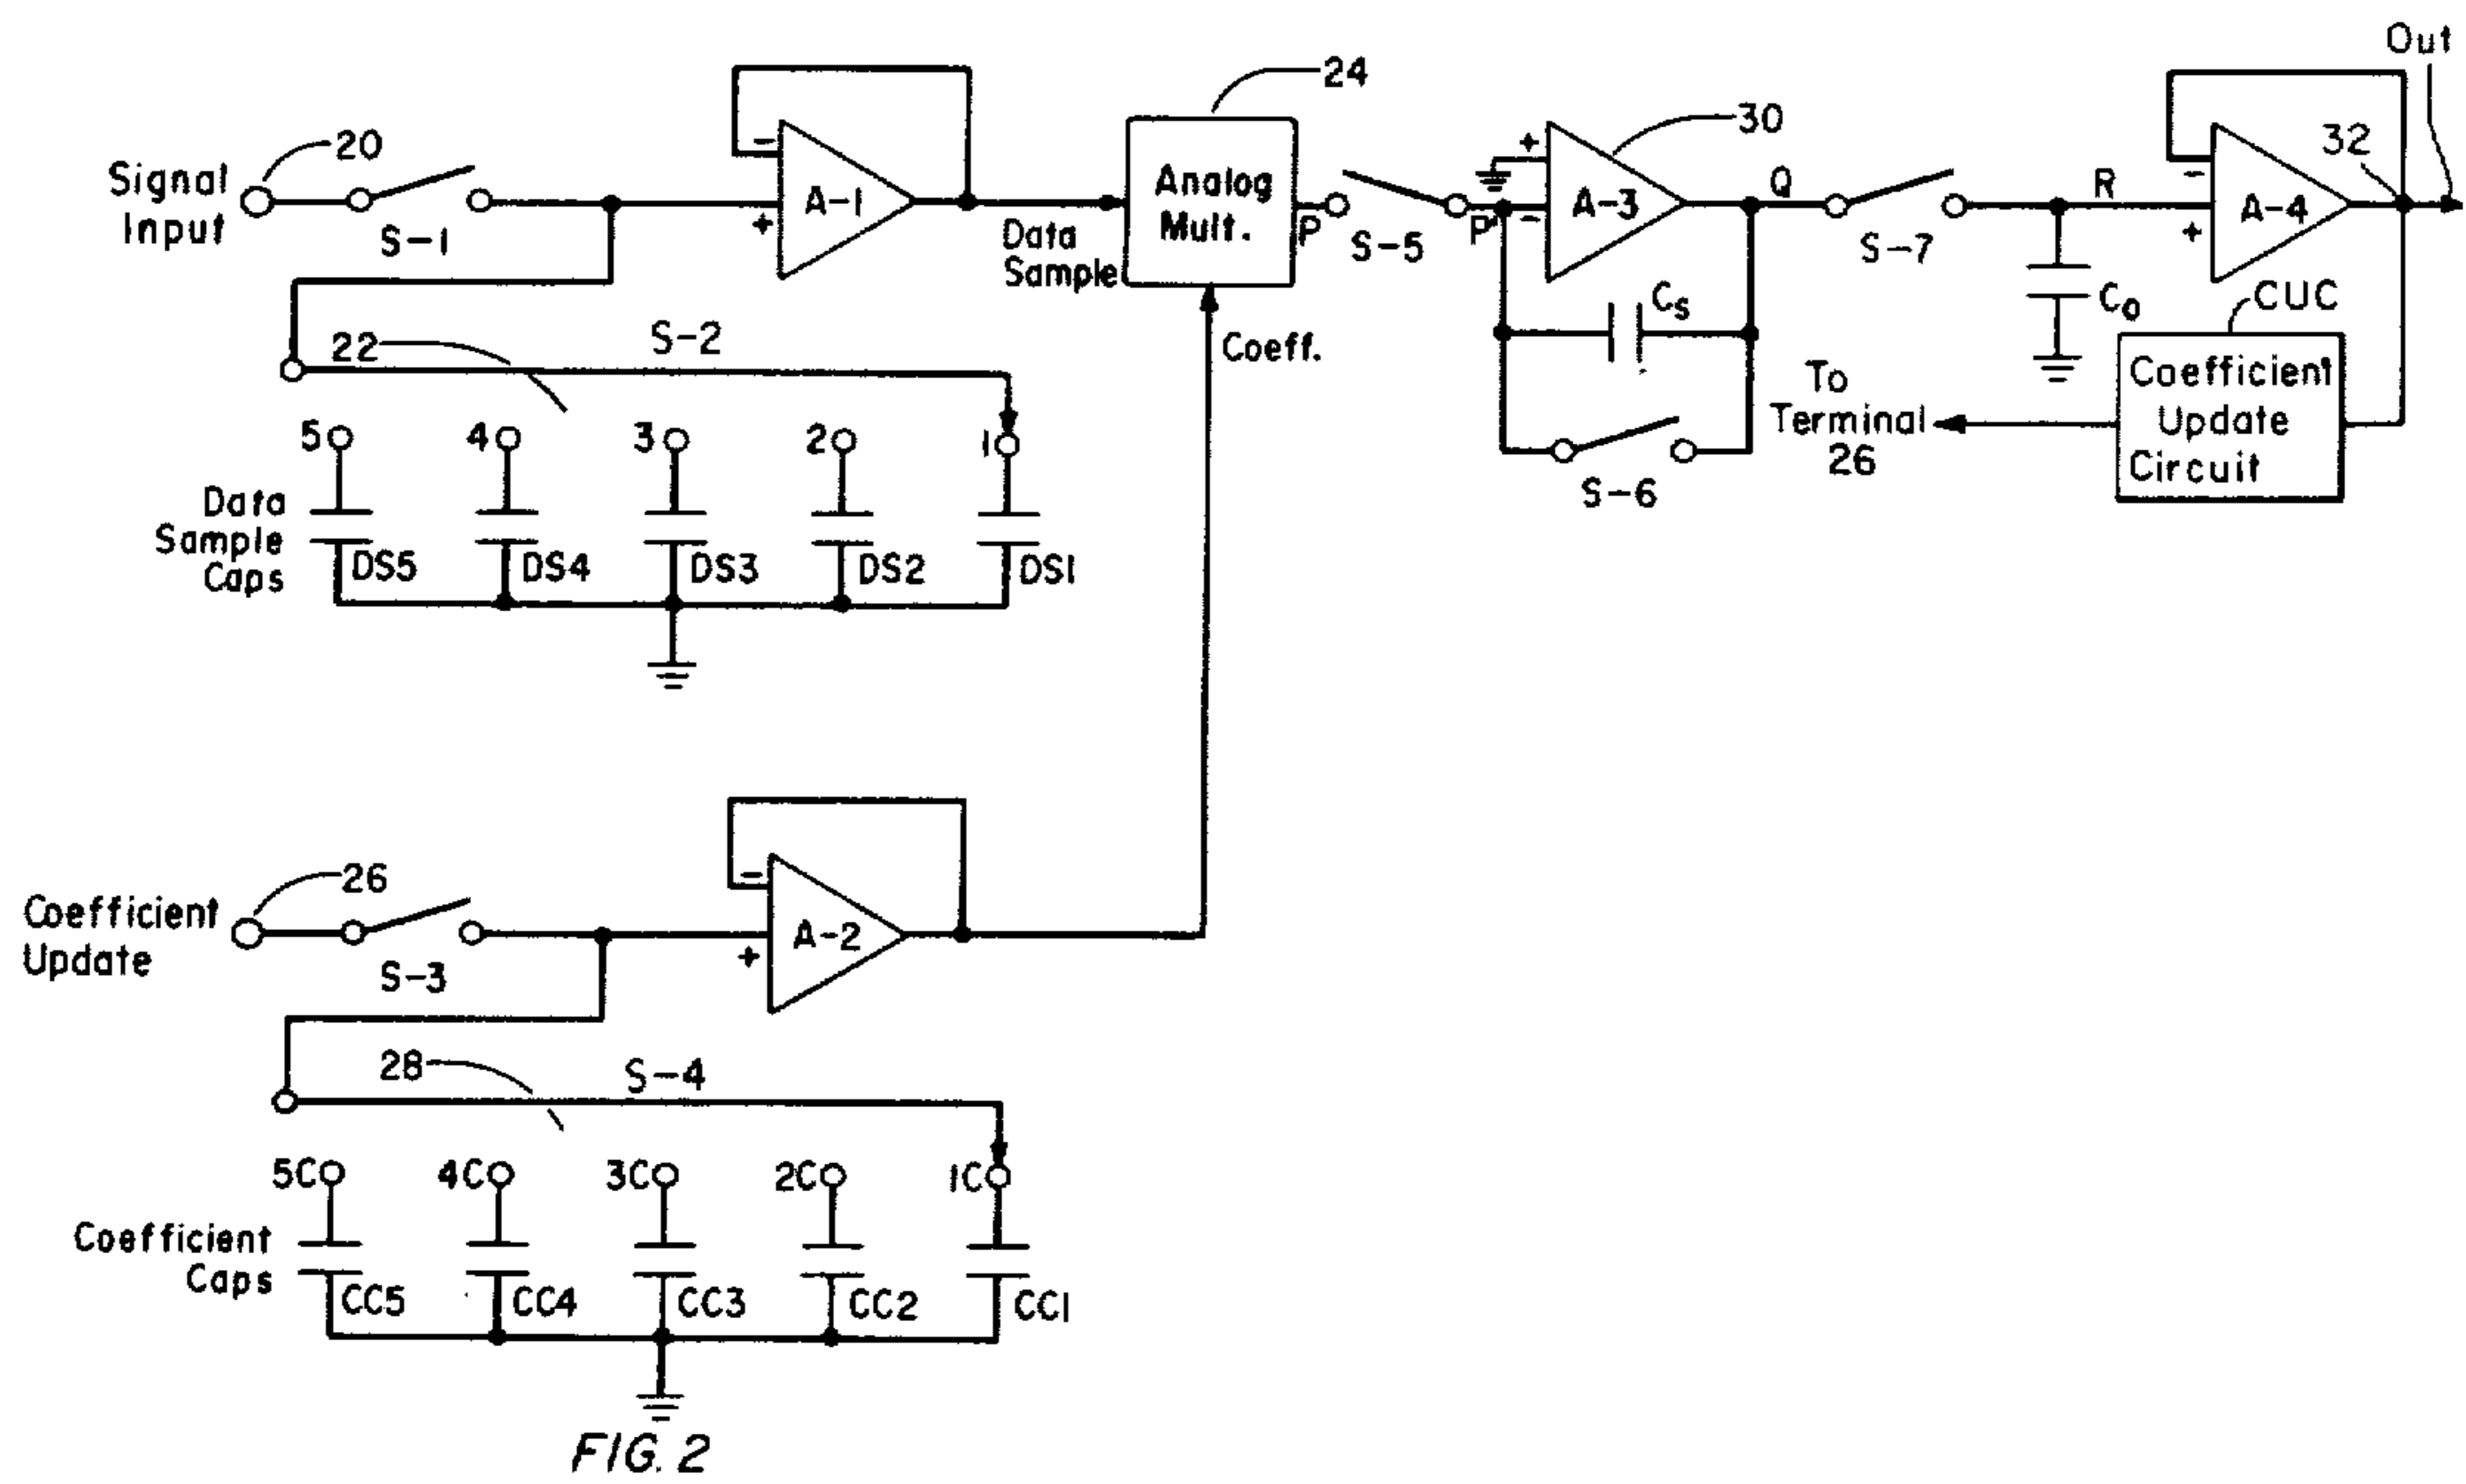 Out
24
20
30
32
Signal
Input
S-1
-
+
A-1
Data
Sample
Analog
Mult.
P
S-5
P'
+
-
A-3
Q
S-7
R
-
+
A-4
Co
CUC
Cs
S-6
Coeff.
To
Terminal
26
Coefficient
Update
Circuit
22
S-2
5
4
3
2
1
Data
Sample
Caps
DS5
DS4
DS3
DS2
DS1
26
Coefficient
Update
S-3
-
+
A-2
28
S-4
5C
4C
3C
2C
1C
Coefficient
Caps
CC5
CC4
CC3
CC2
CC1
FIG. 2